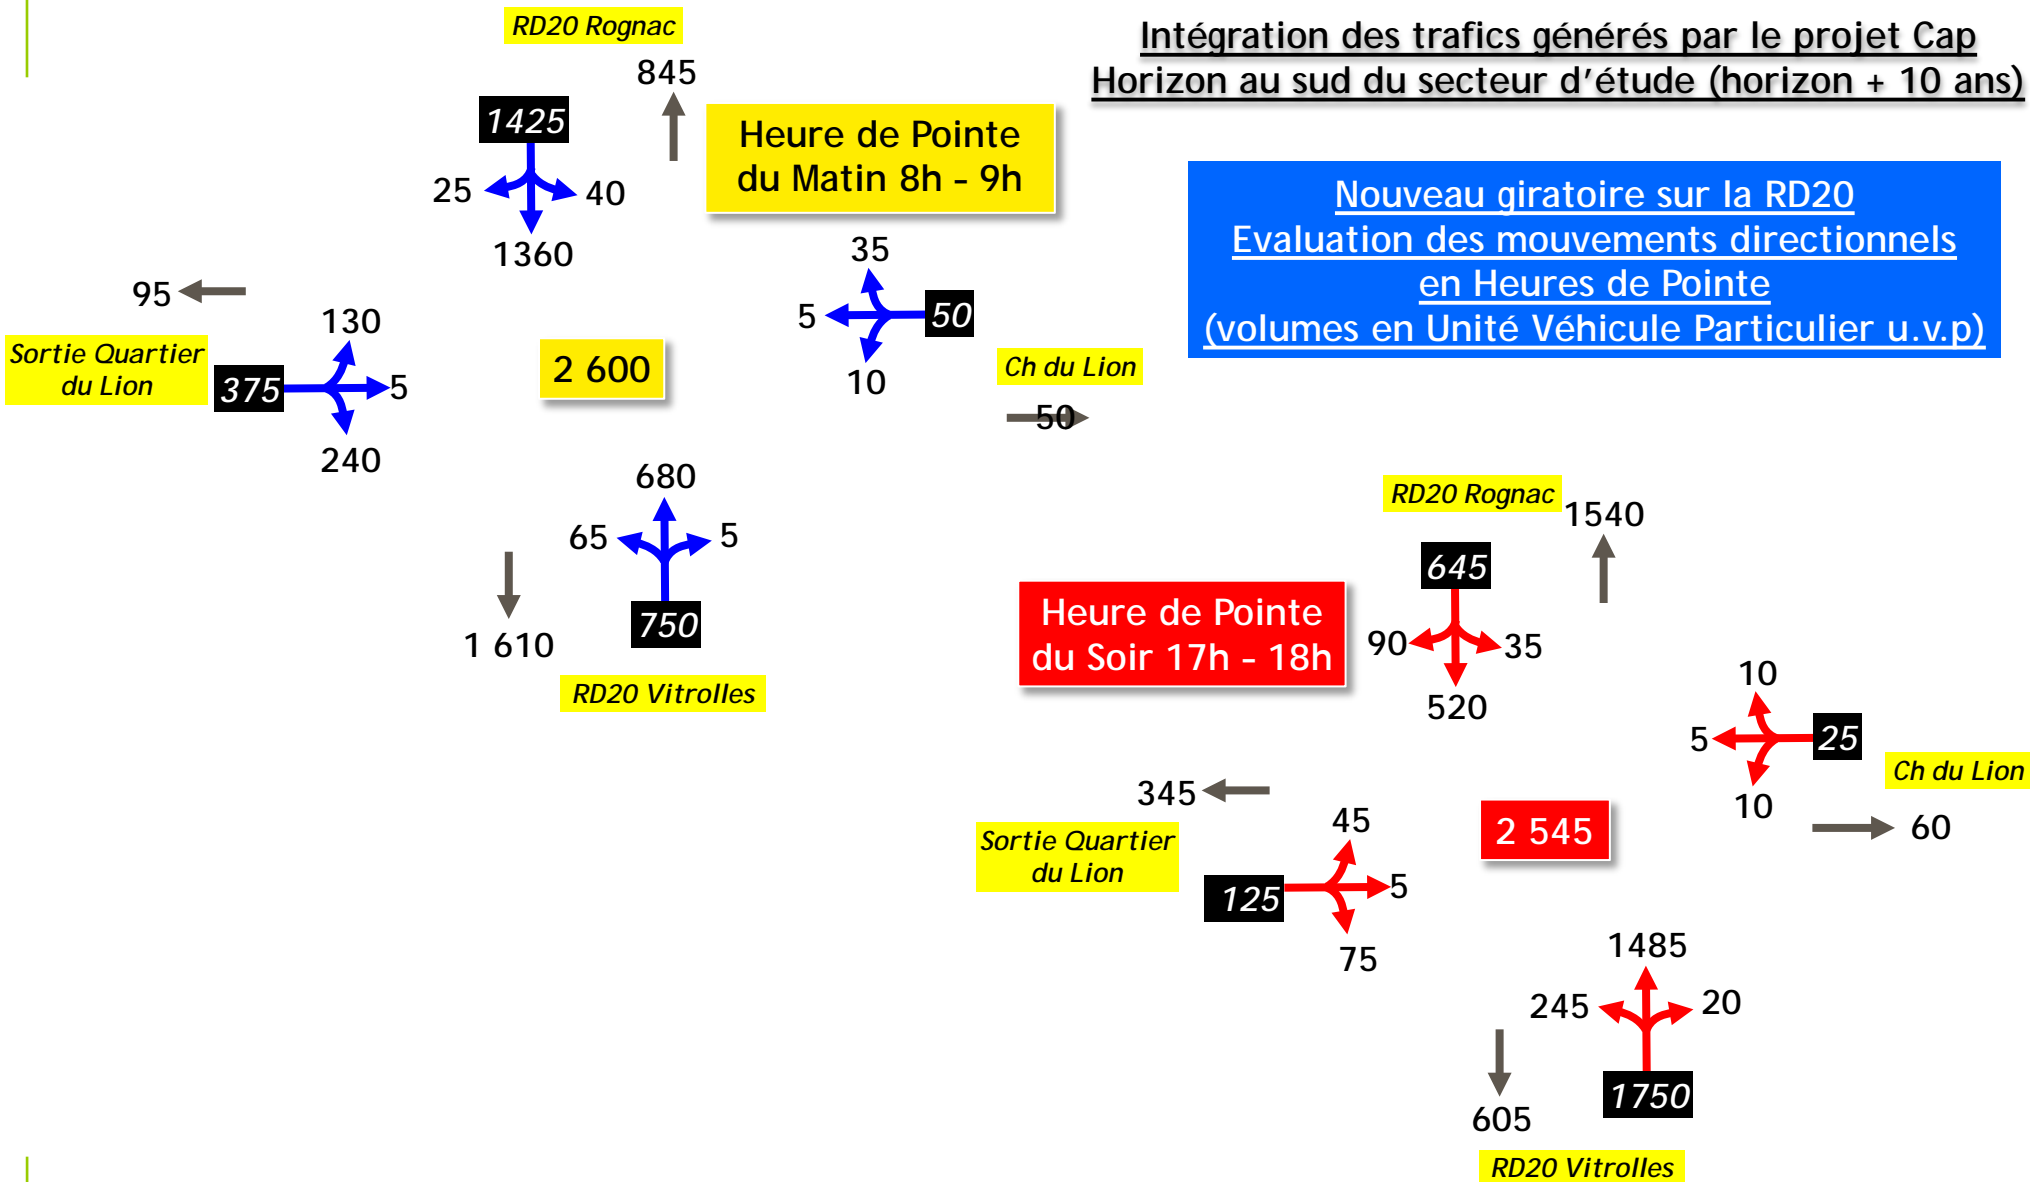 Intégration des trafics générés par le projet Cap
Horizon au sud du secteur d'étude (horizon + 10 ans)
Nouveau giratoire sur la RD20
Evaluation des mouvements directionnels
en Heures de Pointe
(volumes en Unité Véhicule Particulier u.v.p)
RD20 Rognac
845
1425
Heure de Pointe
du Matin 8h - 9h
25
40
1360
95
Sortie Quartier
du Lion
375
130
5
240
2 600
35
5
50
10
Ch du Lion
50
680
65
5
750
1 610
RD20 Vitrolles
RD20 Rognac
1540
645
Heure de Pointe
du Soir 17h - 18h
90
35
520
10
5
25
10
Ch du Lion
60
345
Sortie Quartier
du Lion
125
45
5
75
2 545
1485
245
20
1750
605
RD20 Vitrolles